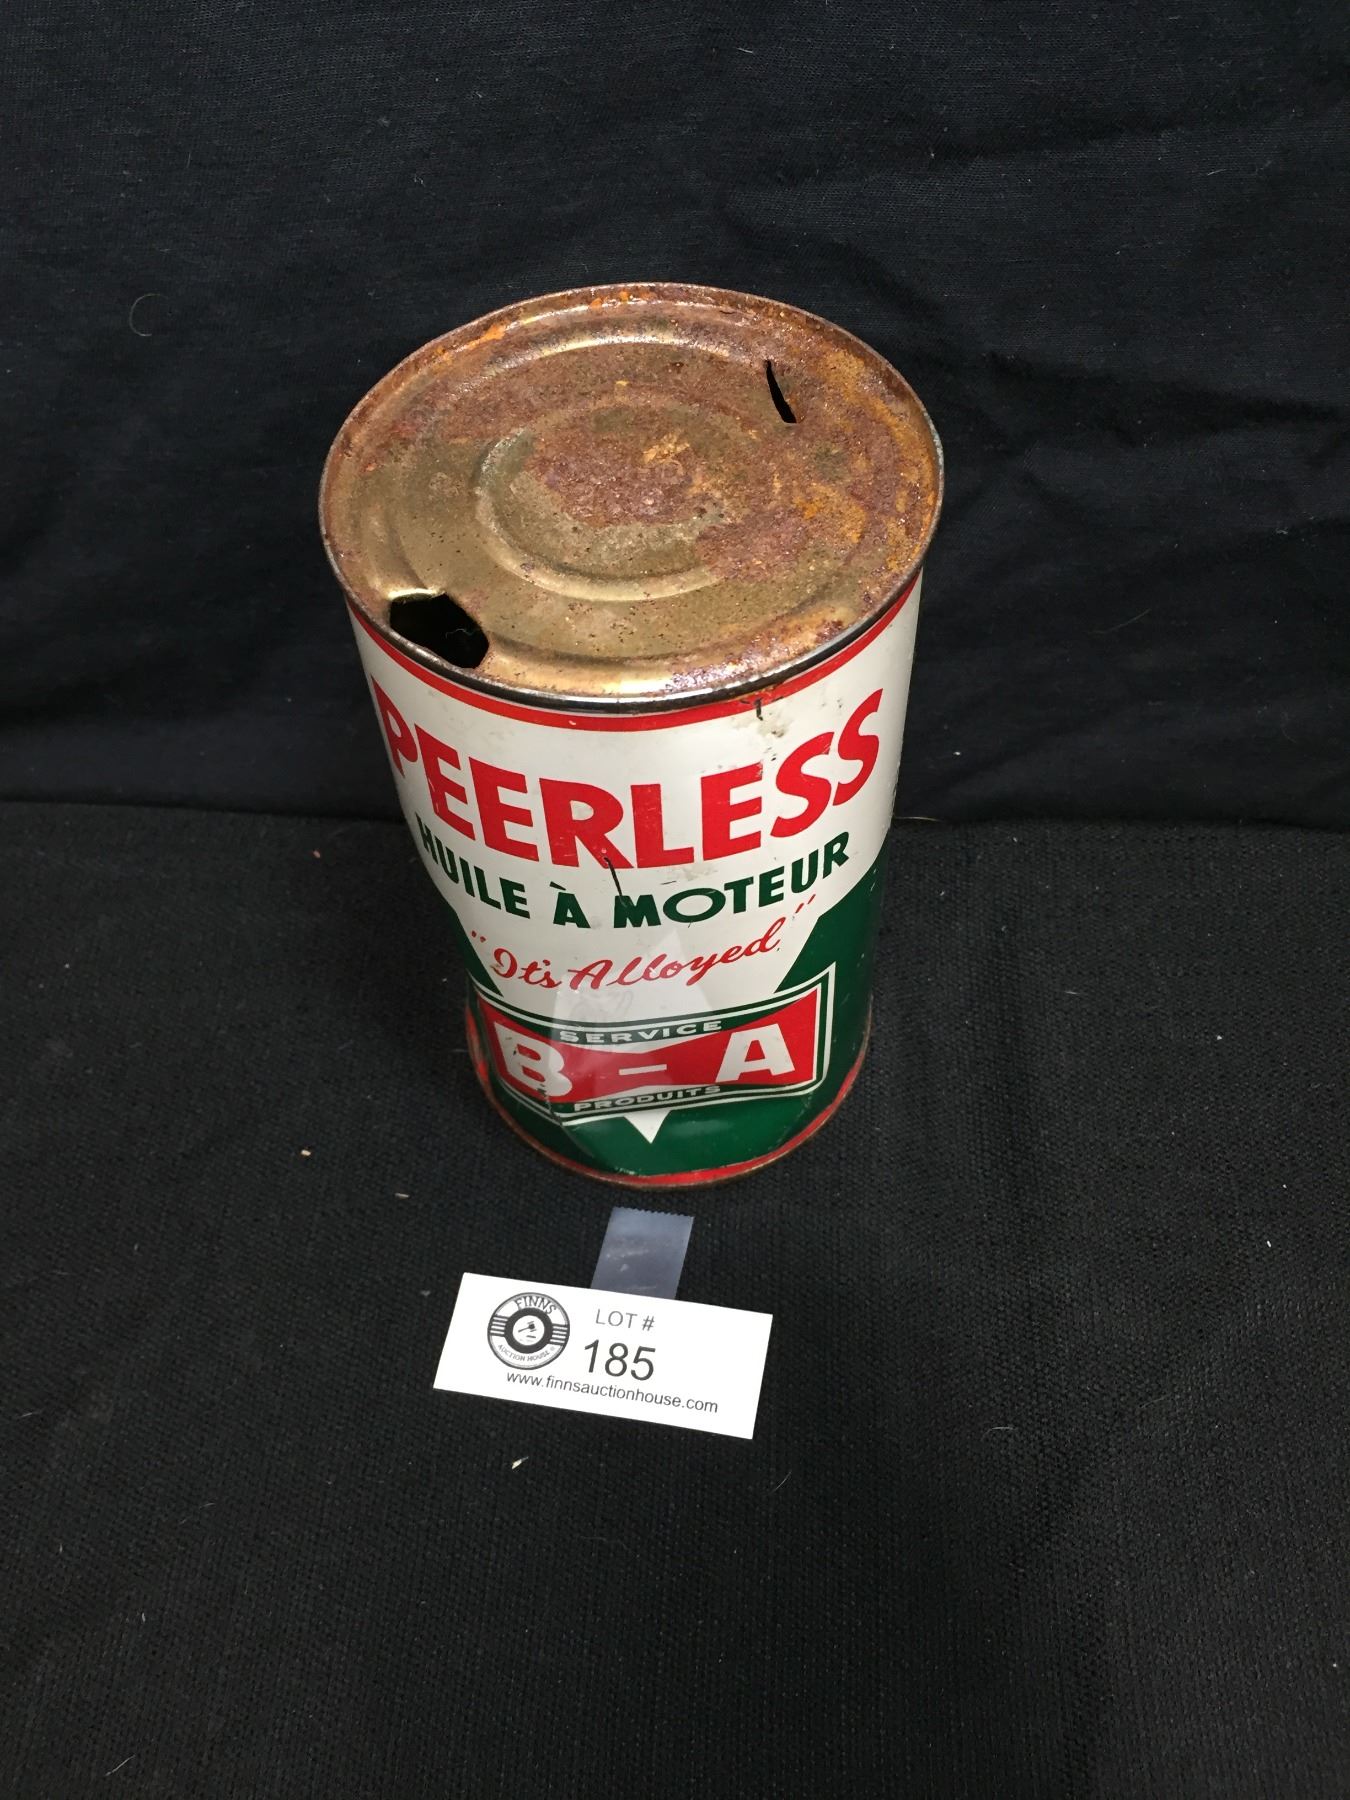 PEERLESS
HUILE À MOTEUR
"It's Alloyed"
SERVICE
B-A
PRODUITS
FINNS
AUCTION HOUSE
LOT #
185
www.finnsauctionhouse.com